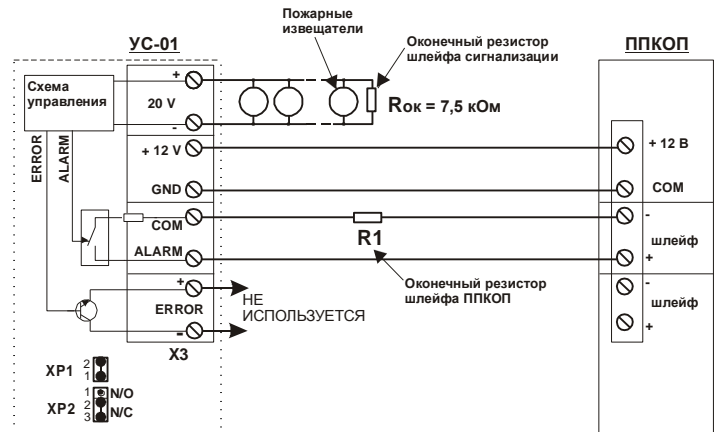 Пожарные
извещатели
УС-01
Оконечный резистор
шлейфа сигнализации
ППКОП
Схема
управления
+
20 V
-
Rок = 7,5 кОм
ERROR
ALARM
+ 12 V
+ 12 В
GND
COM
COM
R1
-
шлейф
+
ALARM
Оконечный резистор
шлейфа ППКОП
+
ERROR
-
НЕ
ИСПОЛЬЗУЕТСЯ
-
шлейф
+
X3
XP1
2
1
XP2
1 N/O
2
3 N/C